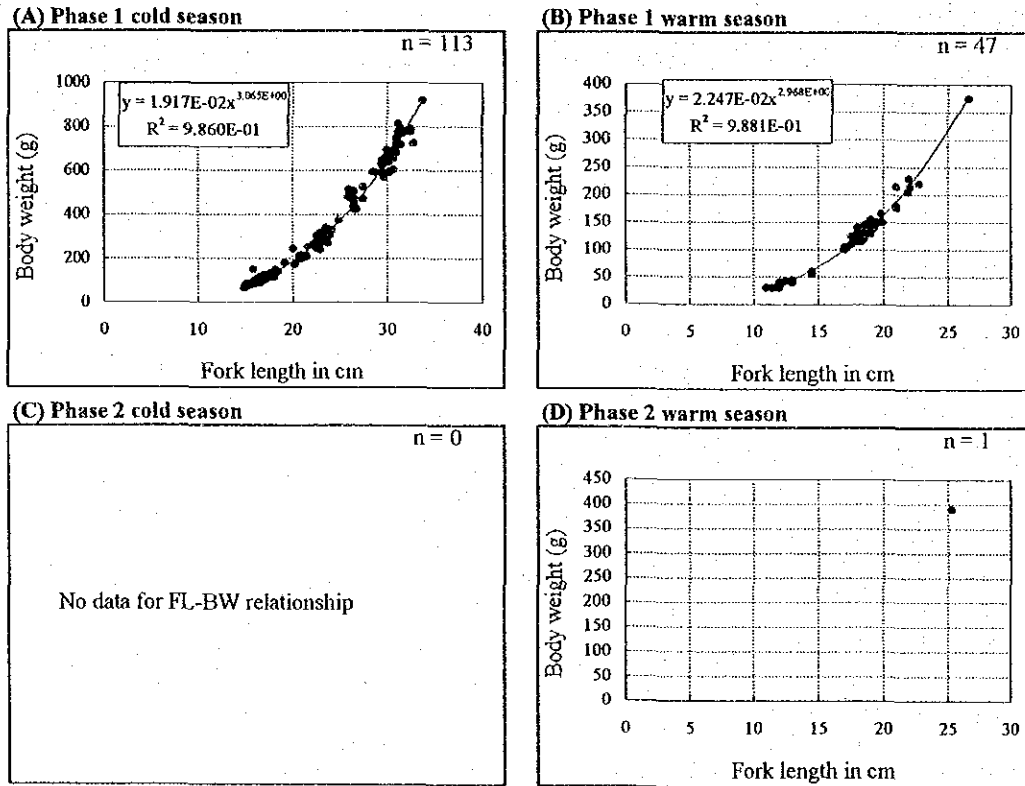 (A) Phase 1 cold season
n = 113
1000
800
600
400
200
0
y = 1.917E-02x^3.065E+00
R² = 9.860E-01
Body weight (g)
0 10 20 30 40
Fork length in cm
(B) Phase 1 warm season
n = 47
400
350
300
250
200
150
100
50
0
y = 2.247E-02x^2.968E+00
R² = 9.881E-01
Body weight (g)
0 5 10 15 20 25 30
Fork length in cm
(C) Phase 2 cold season
n = 0
No data for FL-BW relationship
(D) Phase 2 warm season
n = 1
450
400
350
300
250
200
150
100
50
0
Body weight (g)
0 5 10 15 20 25 30
Fork length in cm